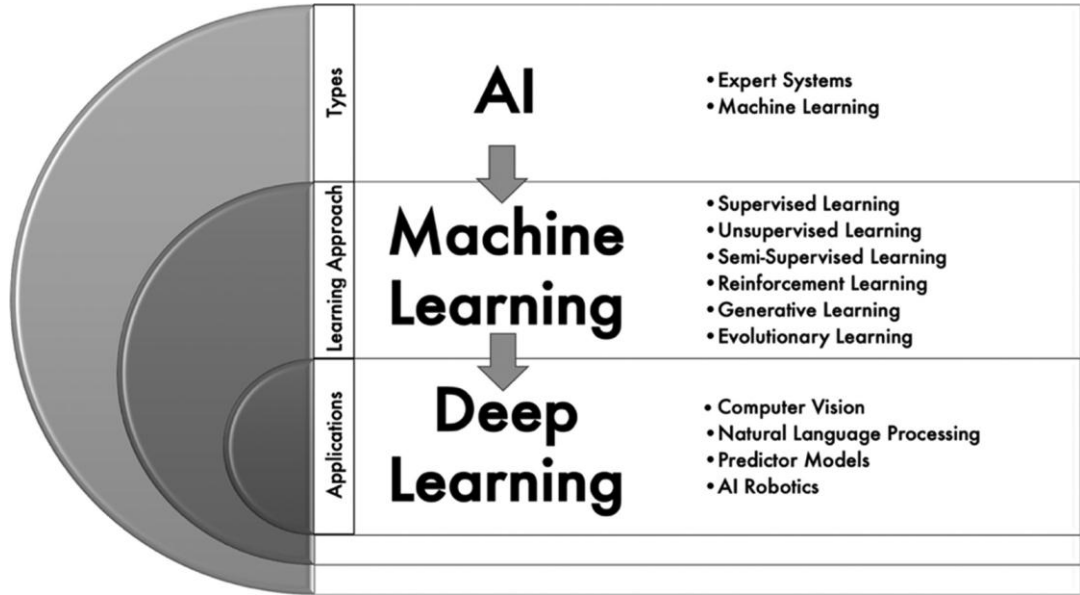 Types
AI
• Expert Systems
• Machine Learning
Learning Approach
Machine
Learning
• Supervised Learning
• Unsupervised Learning
• Semi-Supervised Learning
• Reinforcement Learning
• Generative Learning
• Evolutionary Learning
Applications
Deep
Learning
• Computer Vision
• Natural Language Processing
• Predictor Models
• AI Robotics